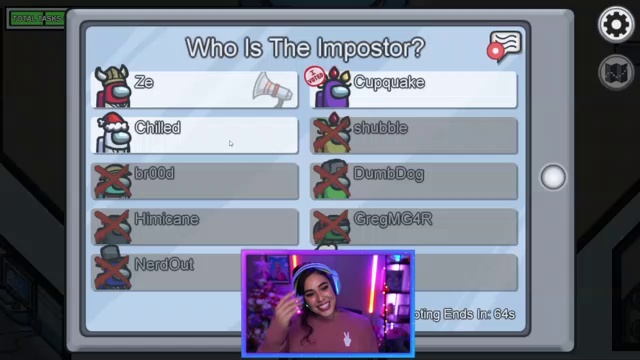 TOTAL TASKS
Who Is The Impostor?
Ze
I VOTED
Cupquake
Chilled
shubble
br00d
DumbDog
Himicane
GregMG4R
NerdOut
oting Ends In: 64s